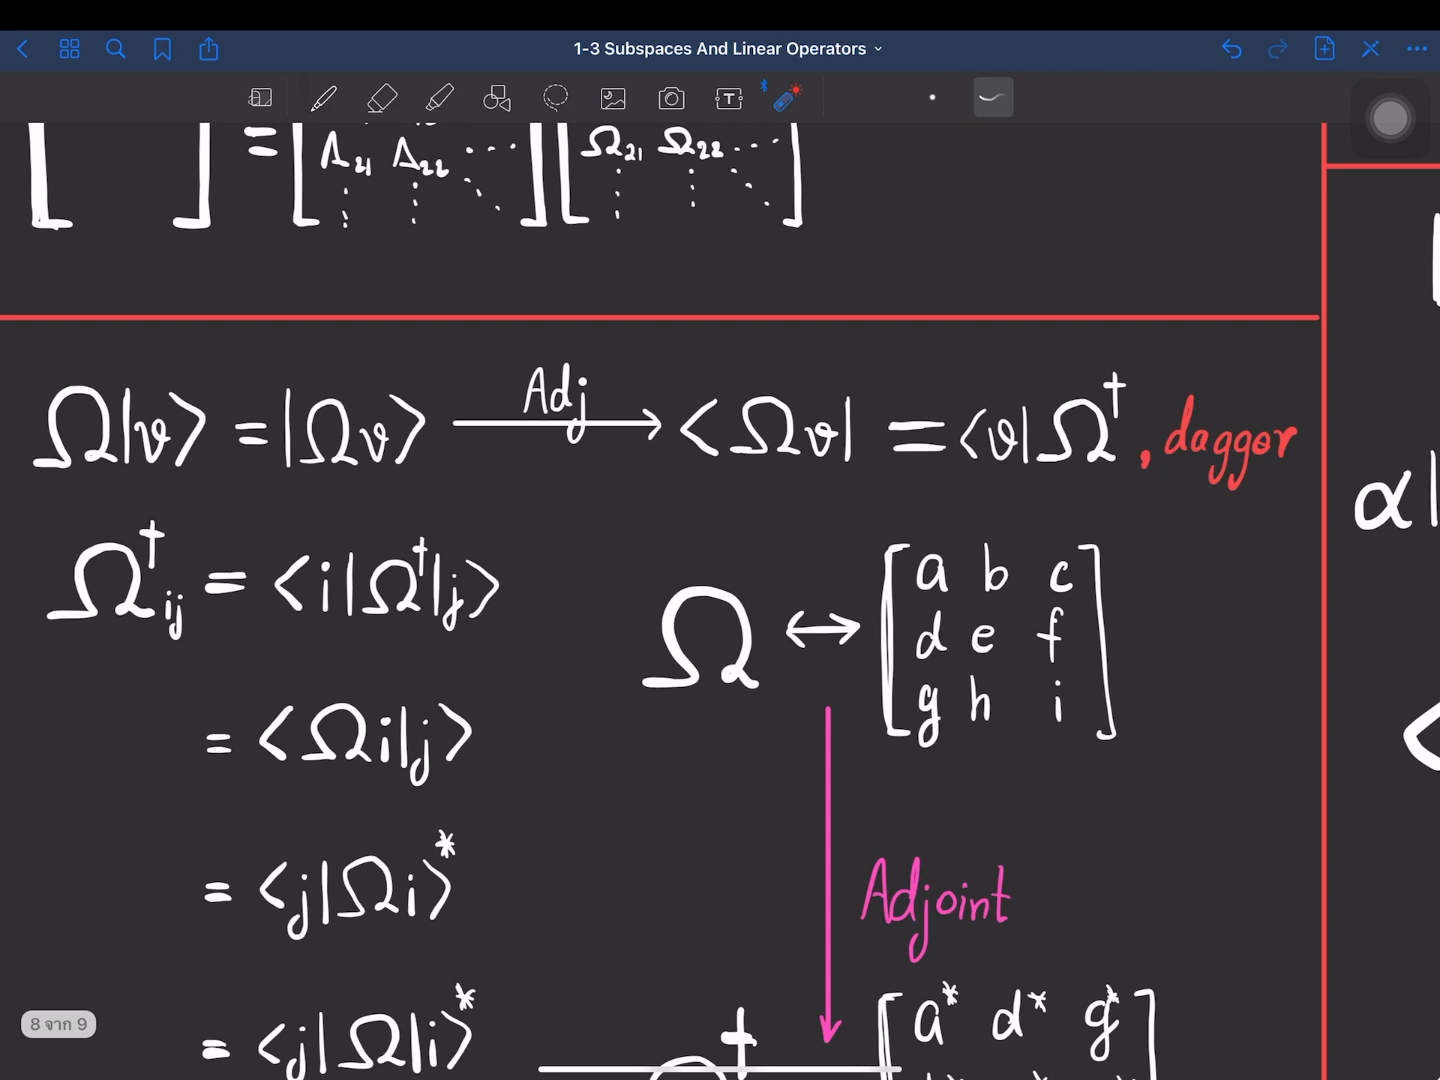 1-3 Subspaces And Linear Operators
[ ] = [Λ₂₁ Λ₂₂ ...][Ω₂₁ Ω₂₂ ...]
Ω|v⟩ = |Ωv⟩ Adj → <Ωv| = <v|Ω† , dagger
Ω†ᵢⱼ = <i|Ω†|j>
Ω ↔ [a b c
d e f
g h i]
= <Ωi|j>
= <j|Ωi>*
Adjoint
= <j|Ω|i>*
Ω†
[a* d* g*
α|
<
8 จาก 9